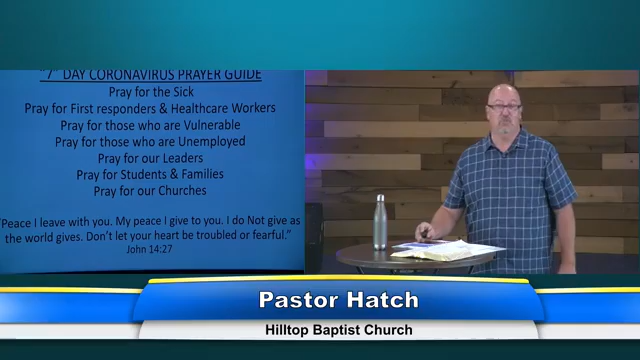 "7" DAY CORONAVIRUS PRAYER GUIDE
Pray for the Sick
Pray for First responders & Healthcare Workers
Pray for those who are Vulnerable
Pray for those who are Unemployed
Pray for our Leaders
Pray for Students & Families
Pray for our Churches
"Peace I leave with you. My peace I give to you. I do Not give as
the world gives. Don't let your heart be troubled or fearful."
John 14:27
Pastor Hatch
Hilltop Baptist Church